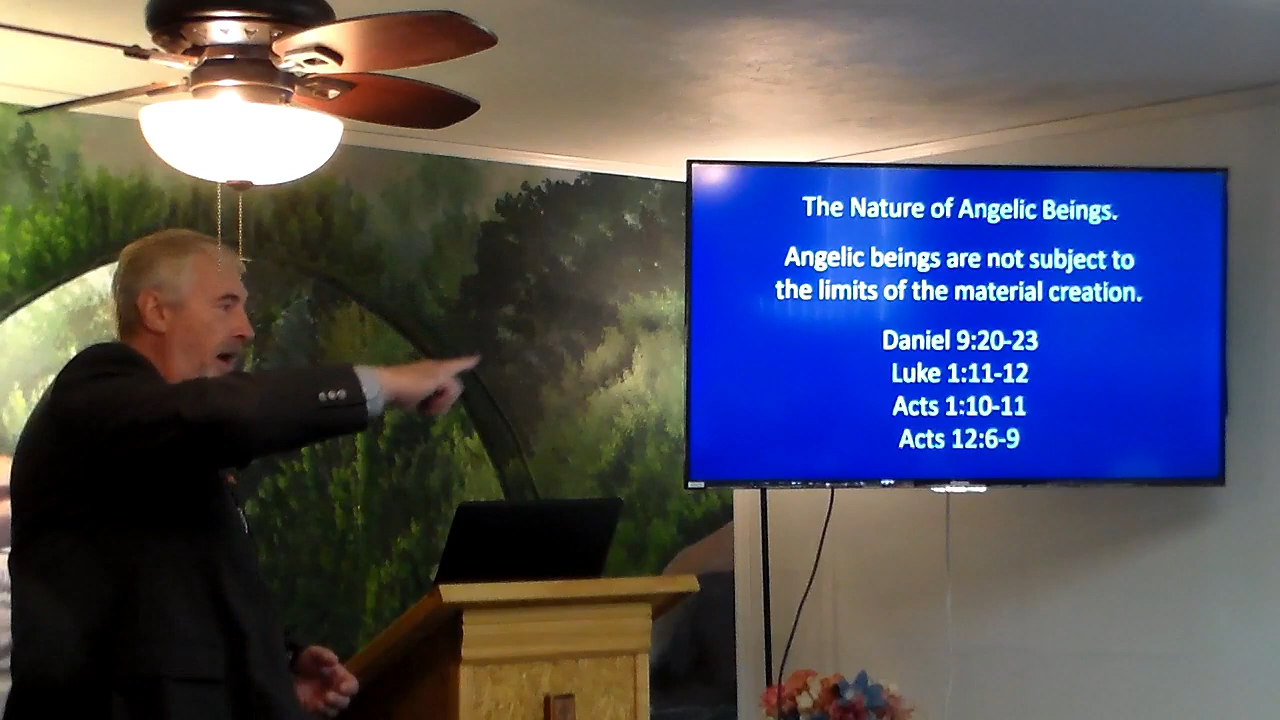 The Nature of Angelic Beings.
Angelic beings are not subject to
the limits of the material creation.
Daniel 9:20-23
Luke 1:11-12
Acts 1:10-11
Acts 12:6-9